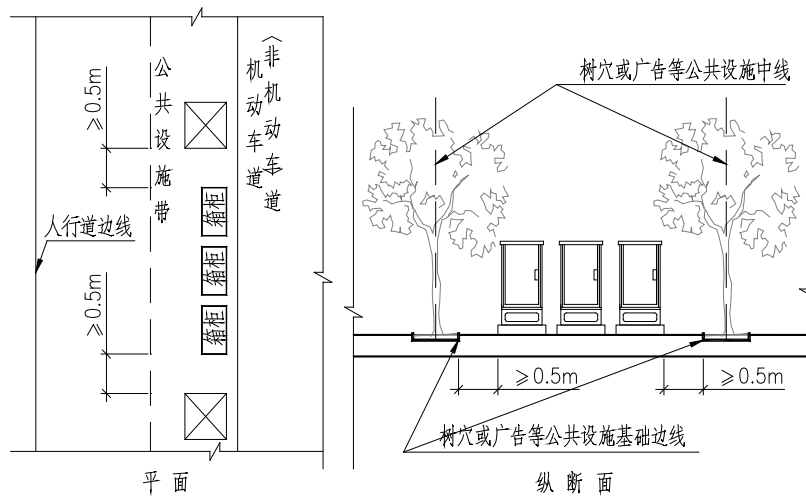 公共设施带
机动车道
（非机动车道）
≥0.5m
人行道边线
≥0.5m
箱柜
箱柜
箱柜
平面
树穴或广告等公共设施中线
≥0.5m
≥0.5m
树穴或广告等公共设施基础边线
纵断面